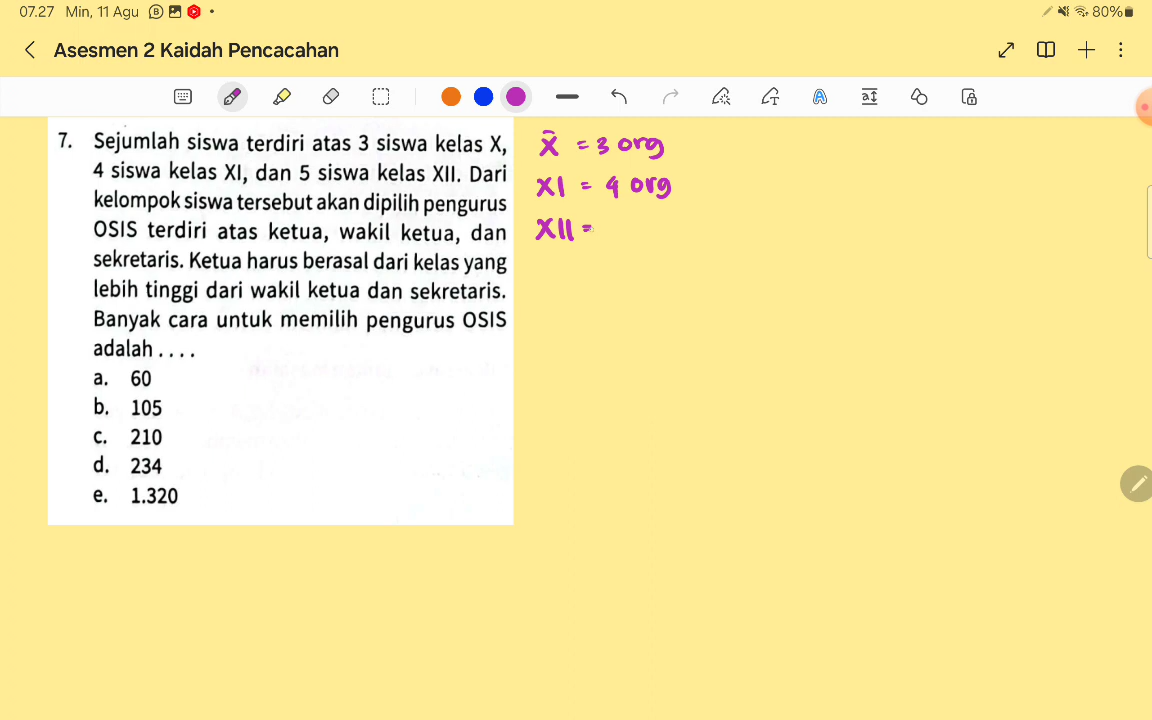 07.27 Min, 11 Agu
80%
Asesmen 2 Kaidah Pencacahan
7. Sejumlah siswa terdiri atas 3 siswa kelas X,
4 siswa kelas XI, dan 5 siswa kelas XII. Dari
kelompok siswa tersebut akan dipilih pengurus
OSIS terdiri atas ketua, wakil ketua, dan
sekretaris. Ketua harus berasal dari kelas yang
lebih tinggi dari wakil ketua dan sekretaris.
Banyak cara untuk memilih pengurus OSIS
adalah . . . .
a. 60
b. 105
c. 210
d. 234
e. 1.320
X = 3 org
XI = 4 org
XII =